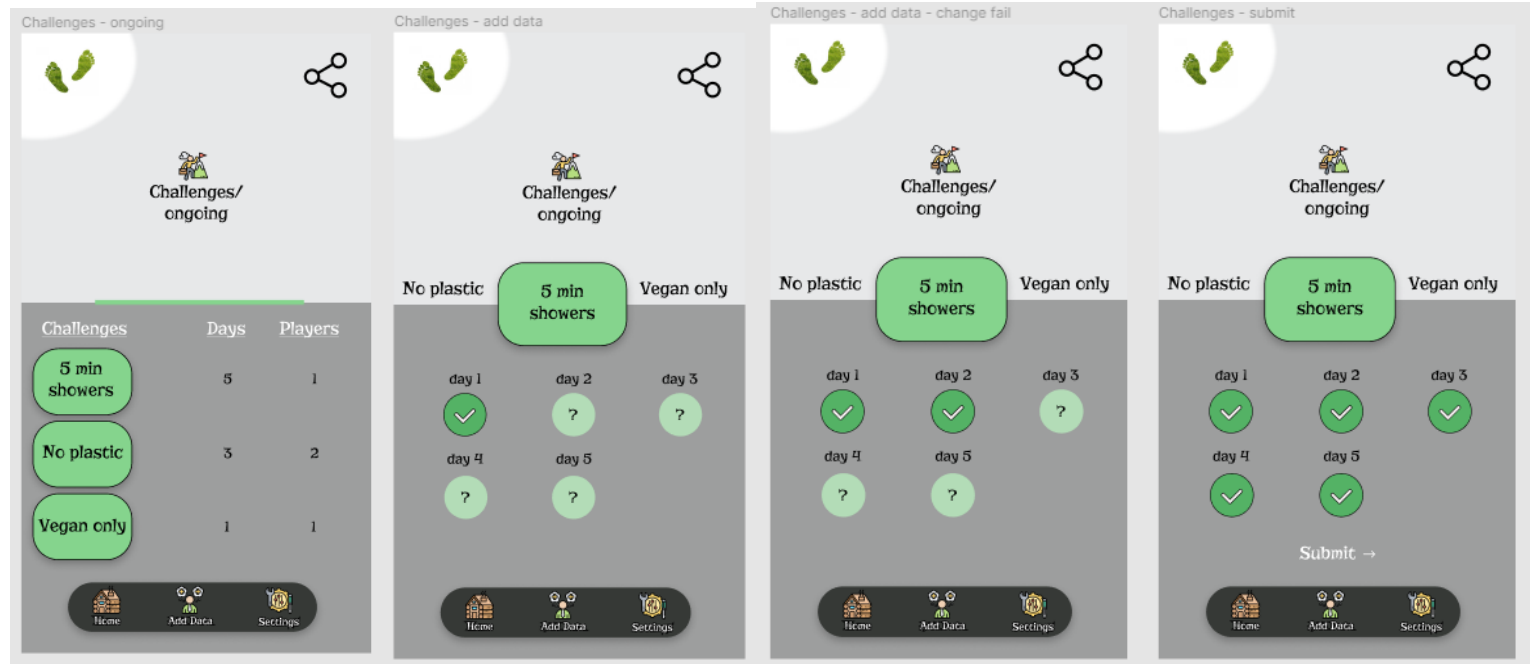 Challenges - ongoing
Challenges/
ongoing
Challenges Days Players
5 min
showers
5 1
No plastic 3 2
Vegan only 1 1
Home Add Data Settings
Challenges - add data
Challenges/
ongoing
No plastic
5 min
showers
Vegan only
day 1 day 2 day 3
? ?
day 4 day 5
? ?
Home Add Data Settings
Challenges - add data - change fail
Challenges/
ongoing
No plastic
5 min
showers
Vegan only
day 1 day 2 day 3
?
day 4 day 5
? ?
Home Add Data Settings
Challenges - submit
Challenges/
ongoing
No plastic
5 min
showers
Vegan only
day 1 day 2 day 3
day 4 day 5
Submit →
Home Add Data Settings